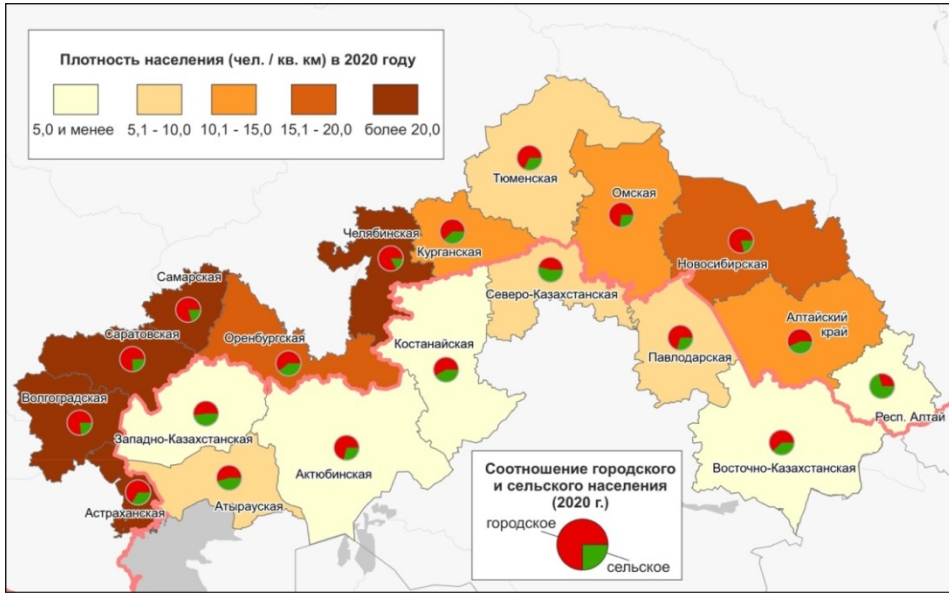 Плотность населения (чел. / кв. км) в 2020 году
5,0 и менее
5,1 - 10,0
10,1 - 15,0
15,1 - 20,0
более 20,0
Тюменская
Омская
Челябинская
Курганская
Новосибирская
Самарская
Северо-Казахстанская
Саратовская
Оренбургская
Костанайская
Алтайский
край
Павлодарская
Волгоградская
Западно-Казахстанская
Респ. Алтай
Актюбинская
Восточно-Казахстанская
Атырауская
Астраханская
Соотношение городского
и сельского населения
(2020 г.)
городское
сельское